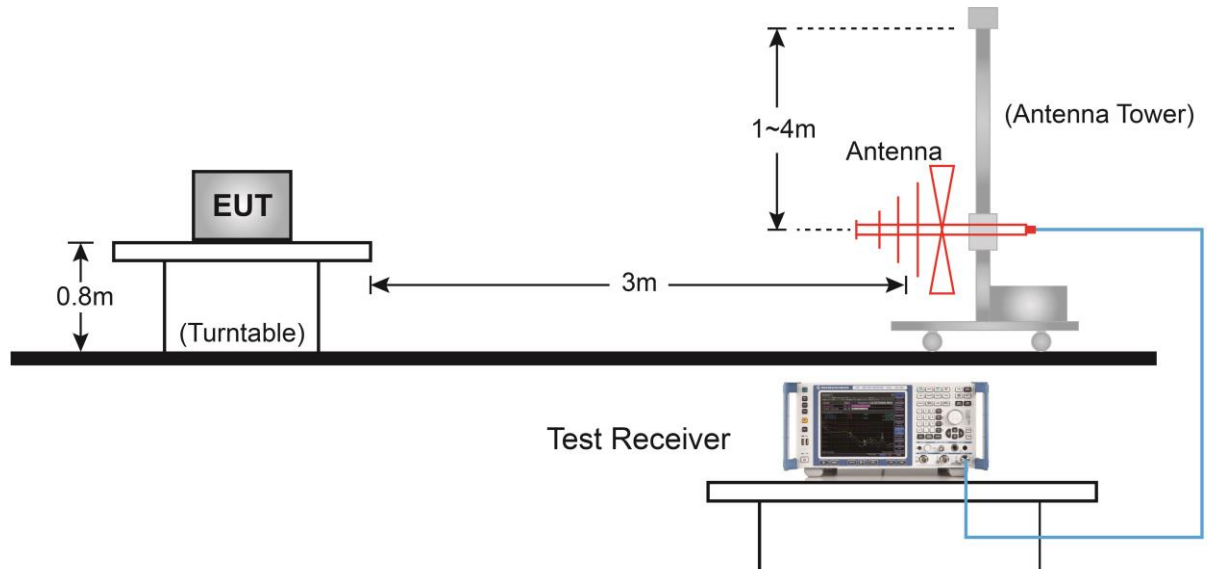 1~4m
(Antenna Tower)
Antenna
EUT
0.8m
3m
(Turntable)
Test Receiver